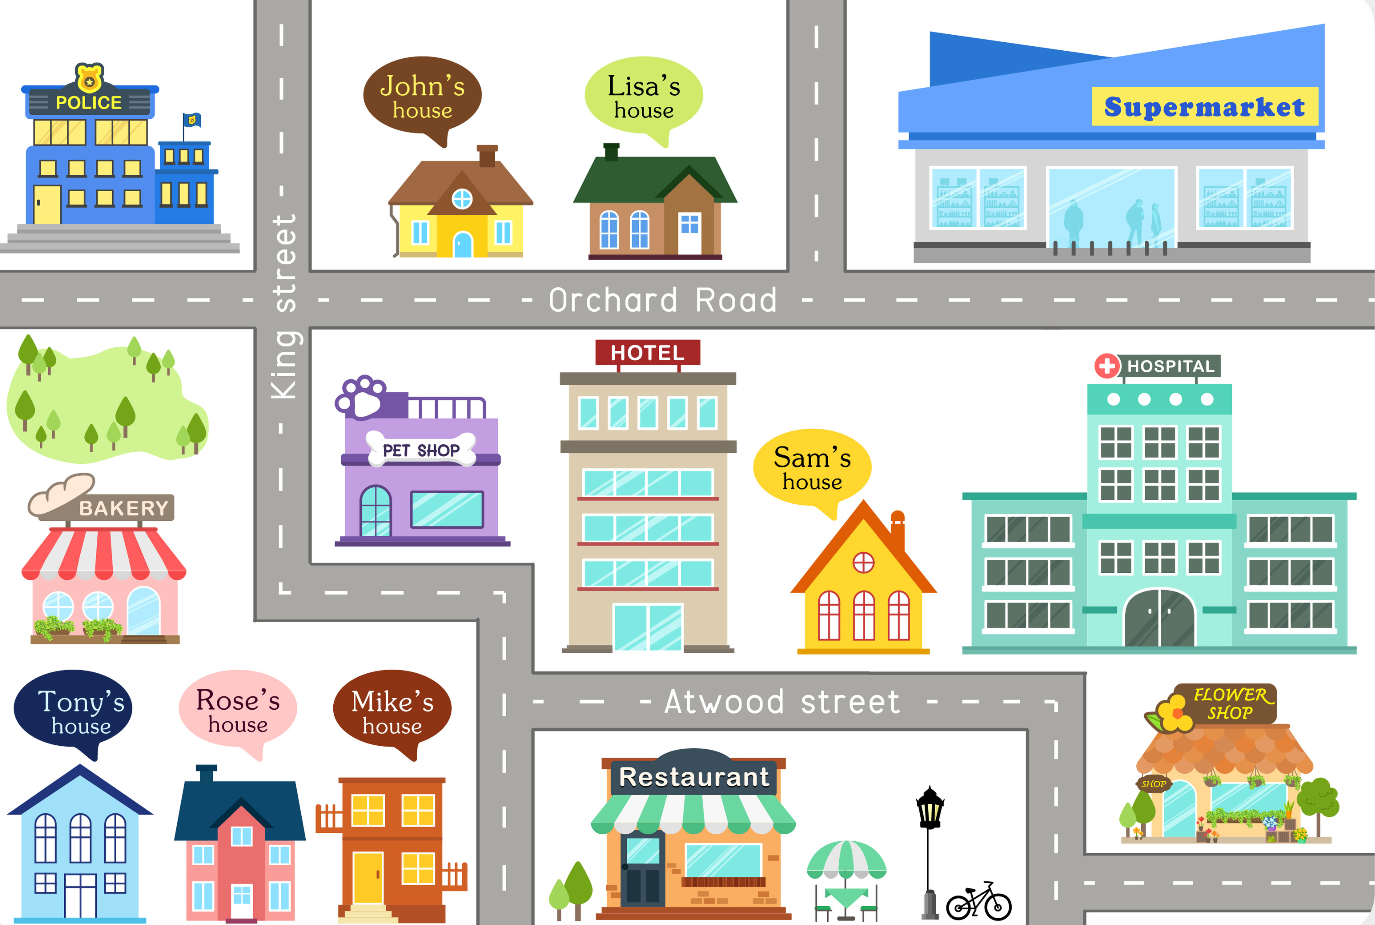 POLICE
John's
house
Lisa's
house
Supermarket
King street
Orchard Road
HOTEL
HOSPITAL
PET SHOP
Sam's
house
BAKERY
Tony's
house
Rose's
house
Mike's
house
Atwood street
FLOWER
SHOP
SHOP
Restaurant